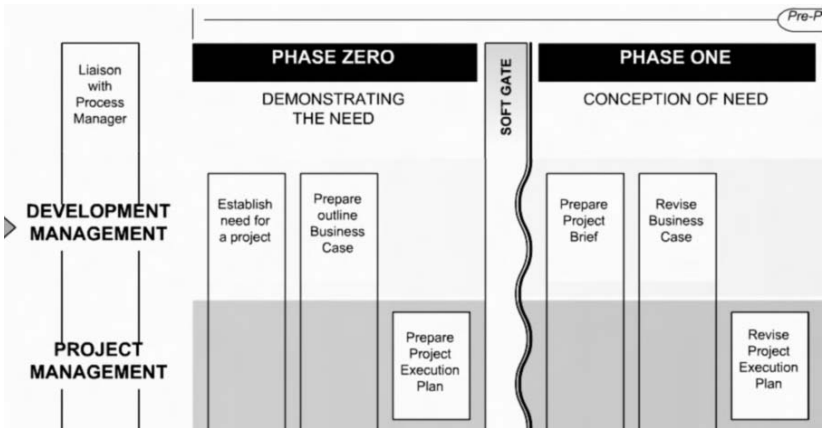 Pre-P
PHASE ZERO
PHASE ONE
Liaison
with
Process
Manager
DEMONSTRATING
THE NEED
SOFT GATE
CONCEPTION OF NEED
DEVELOPMENT
MANAGEMENT
Establish
need for
a project
Prepare
outline
Business
Case
Prepare
Project
Brief
Revise
Business
Case
PROJECT
MANAGEMENT
Prepare
Project
Execution
Plan
Revise
Project
Execution
Plan